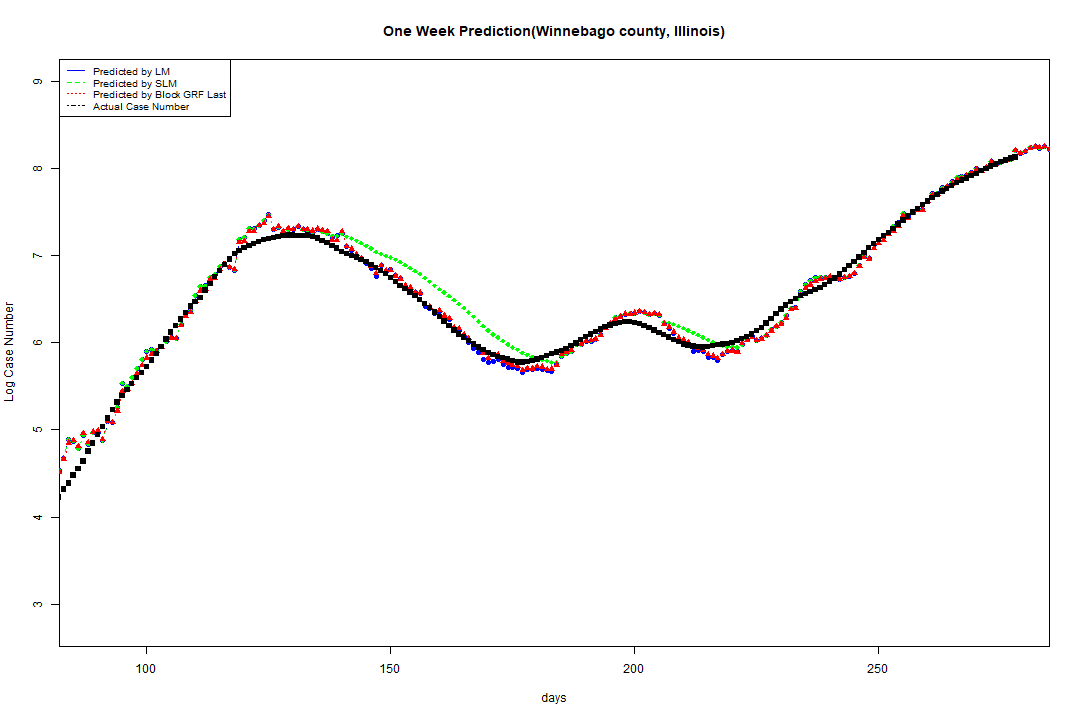 One Week Prediction(Winnebago county, Illinois)
Predicted by LM
Predicted by SLM
Predicted by Block GRF Last
Actual Case Number
9
8
7
6
5
4
3
Log Case Number
100 150 200 250
days